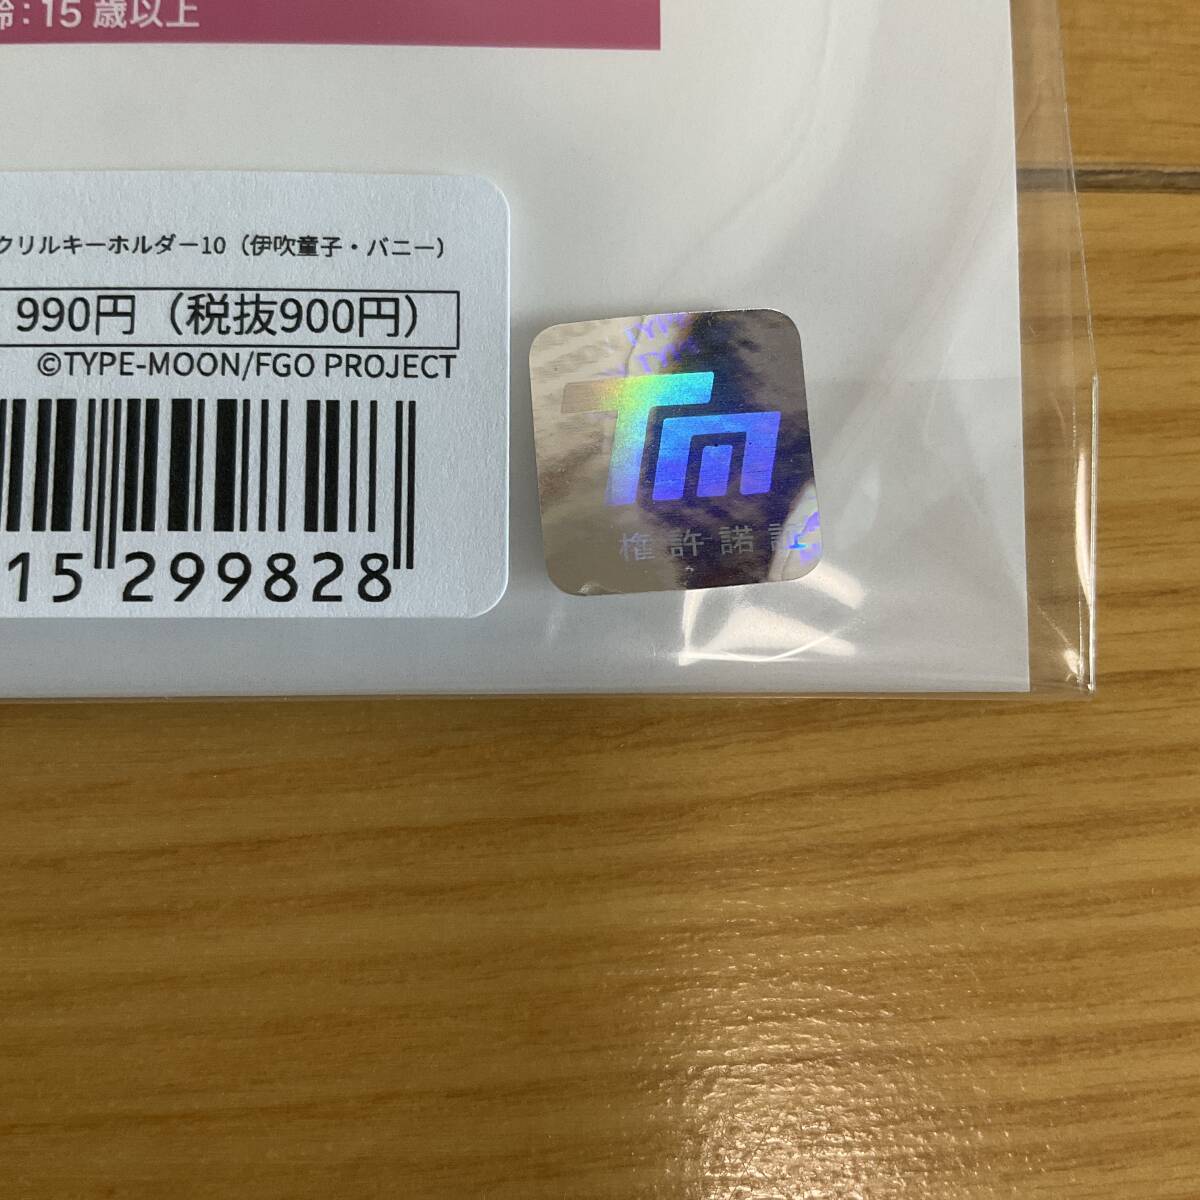 齢：15 歳以上
クリルキーホルダー10（伊吹童子・バニー）
990円（税抜900円）
©TYPE-MOON/FGO PROJECT
15 299828
TYPE
TYPE
TM
権許諾証